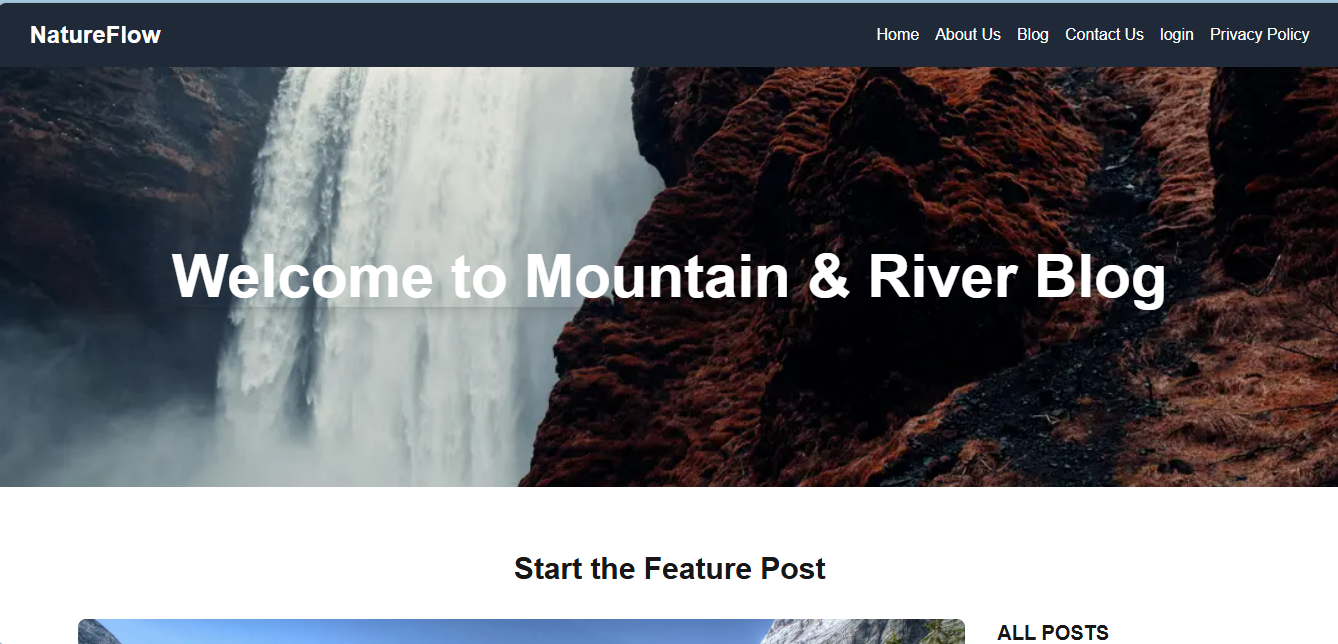 NatureFlow
Home About Us Blog Contact Us login Privacy Policy
Welcome to Mountain & River Blog
Start the Feature Post
ALL POSTS